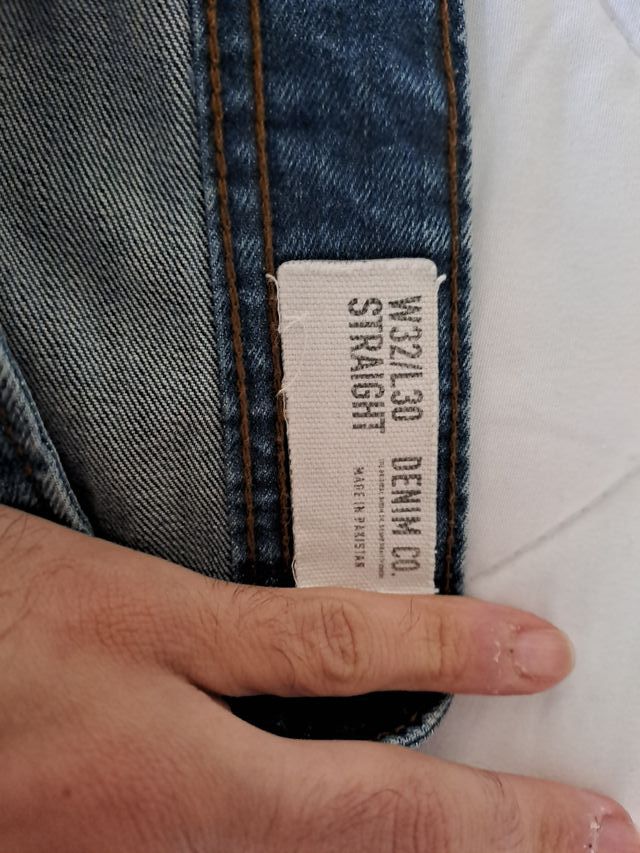 W32/L30
STRAIGHT
DENIM CO.
MADE IN PAKISTAN